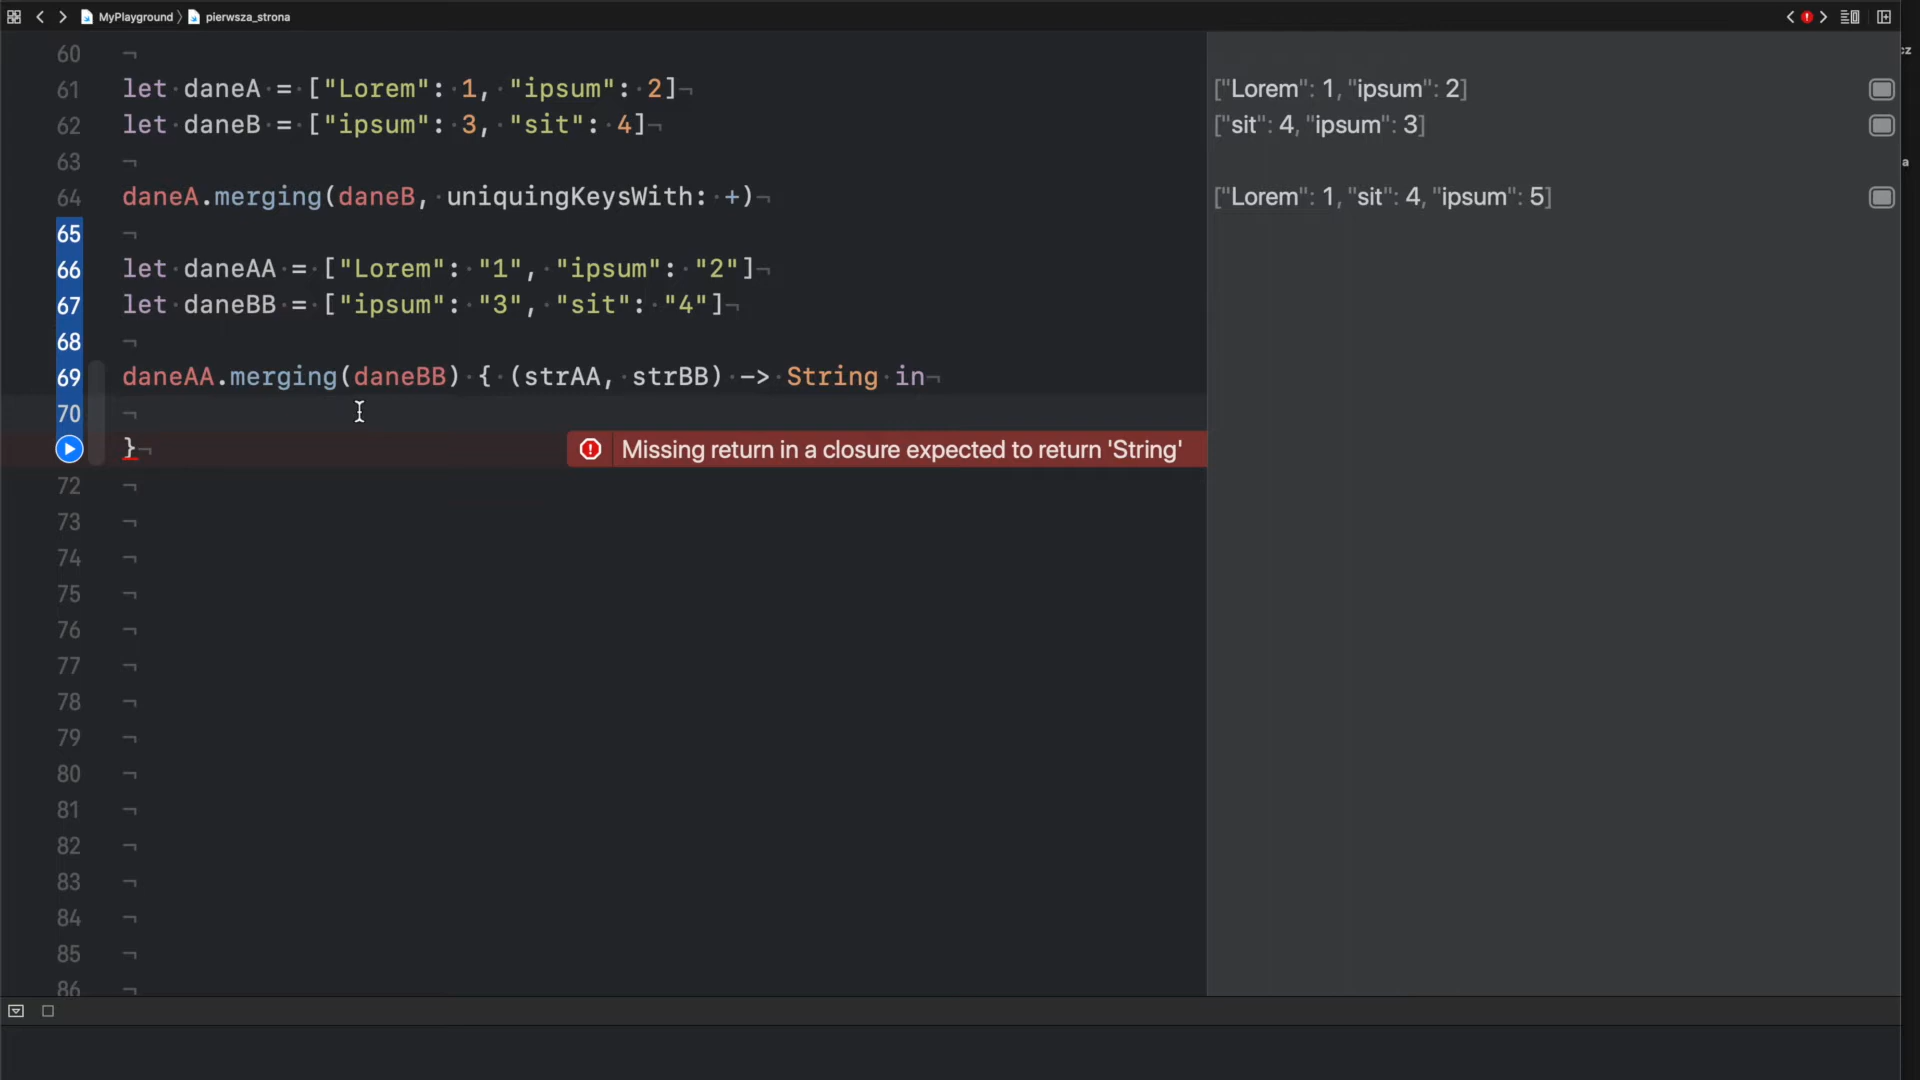 MyPlayground 〉 pierwsza_strona
60 ¬
61 let·daneA·=·["Lorem":·1,·"ipsum":·2]¬ ["Lorem": 1, "ipsum": 2]
62 let·daneB·=·["ipsum":·3,·"sit":·4]¬ ["sit": 4, "ipsum": 3]
63 ¬
64 daneA.merging(daneB,·uniquingKeysWith:·+)¬ ["Lorem": 1, "sit": 4, "ipsum": 5]
65 ¬
66 let·daneAA·=·["Lorem":·"1",·"ipsum":·"2"]¬
67 let·daneBB·=·["ipsum":·"3",·"sit":·"4"]¬
68 ¬
69 daneAA.merging(daneBB)·{·(strAA,·strBB)·->·String·in¬
70 ¬
}¬ Missing return in a closure expected to return 'String'
72 ¬
73 ¬
74 ¬
75 ¬
76 ¬
77 ¬
78 ¬
79 ¬
80 ¬
81 ¬
82 ¬
83 ¬
84 ¬
85 ¬
86 ¬